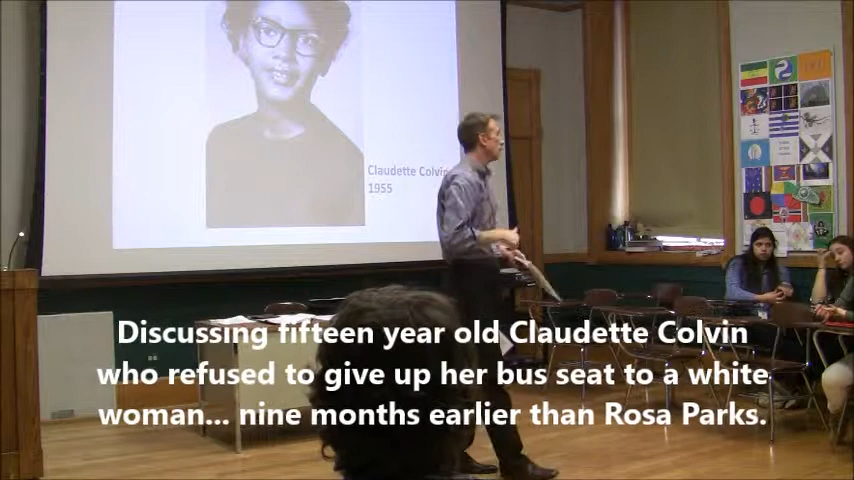 Claudette Colvin
1955
Discussing fifteen year old Claudette Colvin
who refused to give up her bus seat to a white
woman... nine months earlier than Rosa Parks.